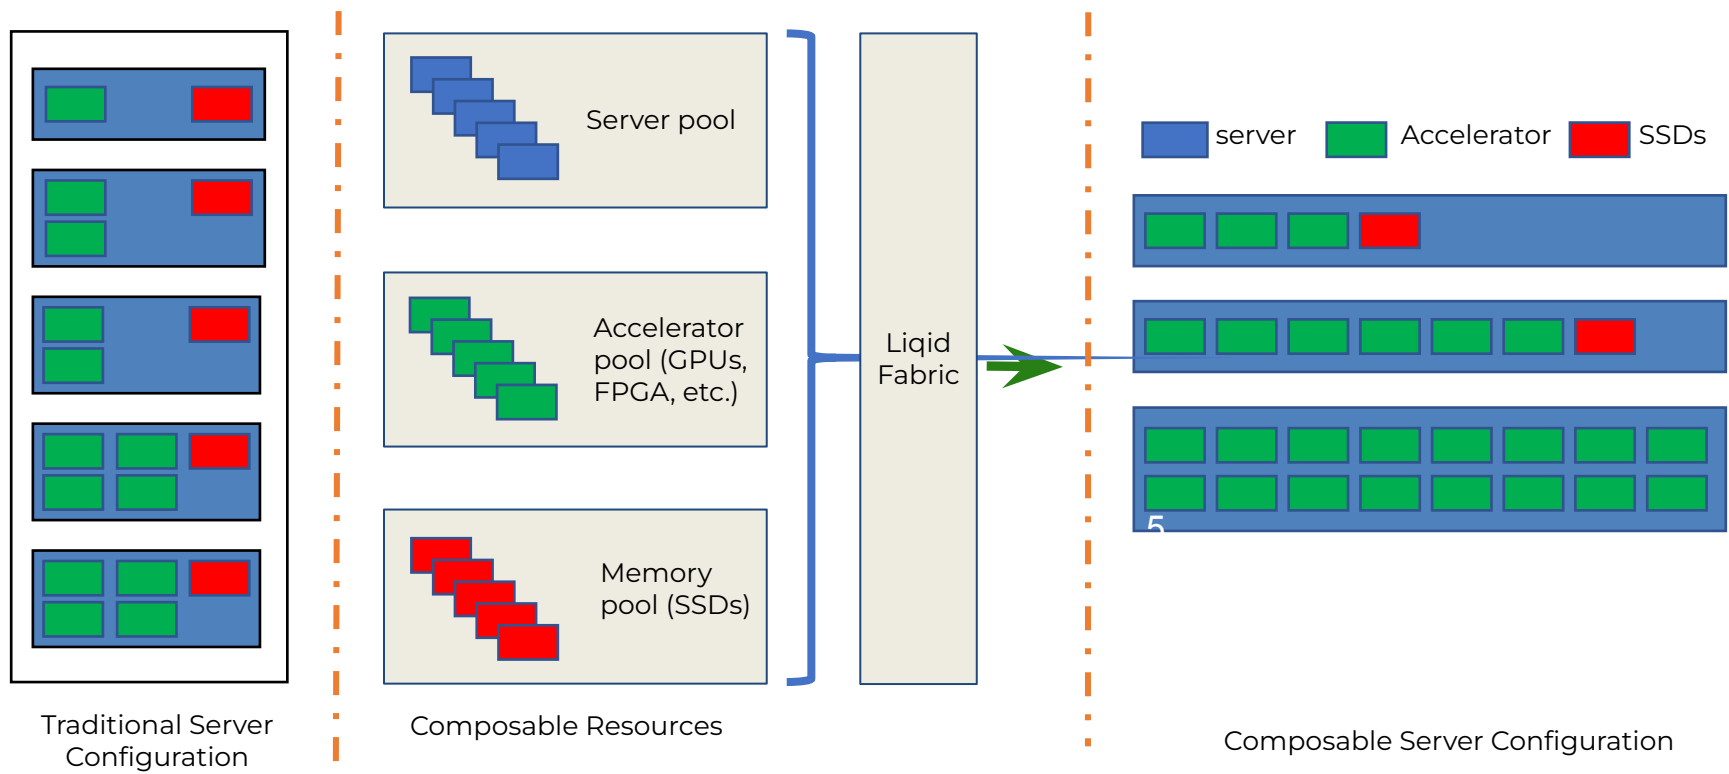 Server pool
Accelerator
pool (GPUs,
FPGA, etc.)
Memory
pool (SSDs)
Liqid
Fabric
server
Accelerator
SSDs
5
Traditional Server
Configuration
Composable Resources
Composable Server Configuration